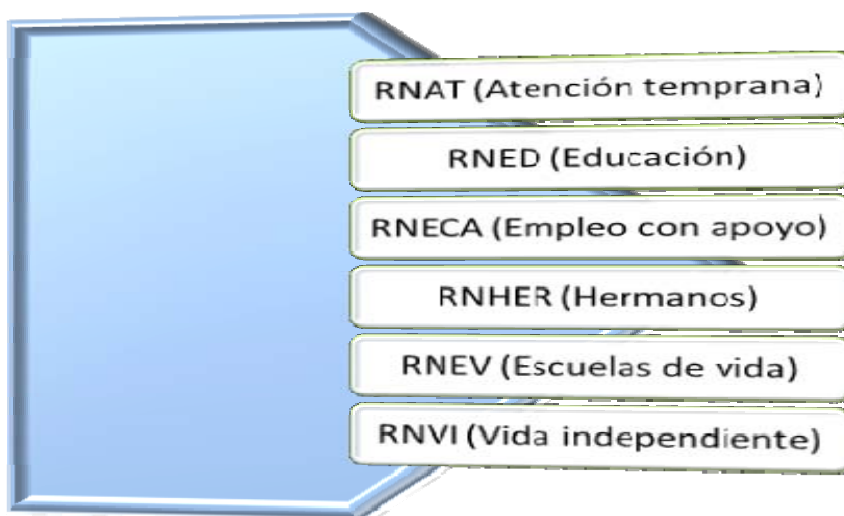 RNAT (Atención temprana)
RNED (Educación)
RNECA (Empleo con apoyo)
RNHER (Hermanos)
RNEV (Escuelas de vida)
RNVI (Vida independiente)